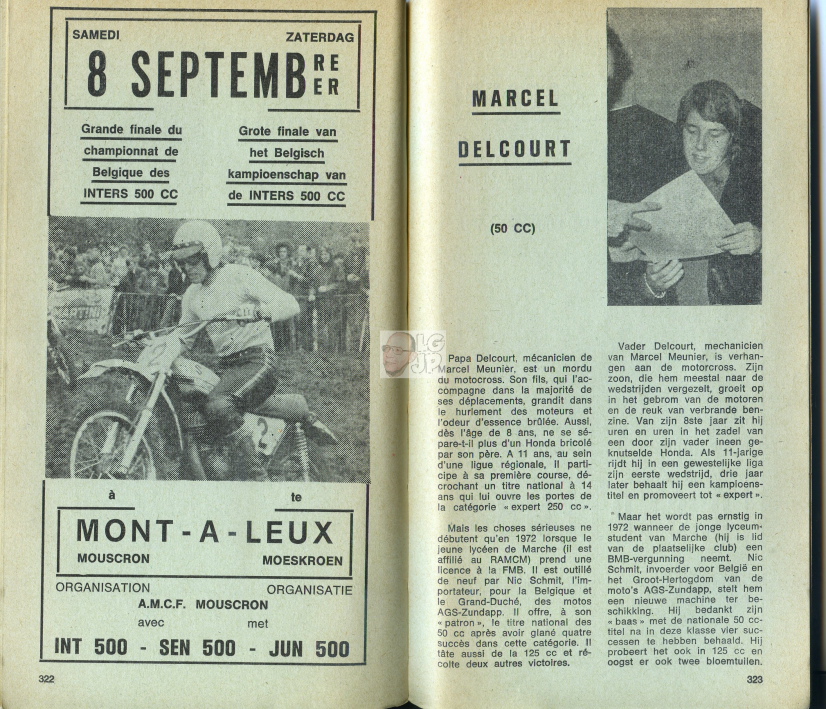 SAMEDI ZATERDAG
8 SEPTEMBRE
ER
Grande finale du
championnat de
Belgique des
INTERS 500 CC
Grote finale van
het Belgisch
kampioenschap van
de INTERS 500 CC
MARTINI
2
2
à te
MONT-A-LEUX
MOUSCRON MOESKROEN
ORGANISATION ORGANISATIE
A.M.C.F. MOUSCRON
avec met
INT 500 - SEN 500 - JUN 500
322
MARCEL
DELCOURT
(50 CC)
LG
JP
Papa Delcourt, mécanicien de
Marcel Meunier, est un mordu
du motocross. Son fils, qui l'ac-
compagne dans la majorité de
ses déplacements, grandit dans
le hurlement des moteurs et
l'odeur d'essence brûlée. Aussi,
dès l'âge de 8 ans, ne se sé-
pare-t-il plus d'un Honda bricolé
par son père. A 11 ans, au sein
d'une ligue régionale, il parti-
cipe à sa première course, dé-
crochant un titre national à 14
ans qui lui ouvre les portes de
la catégorie « expert 250 cc ».
Mais les choses sérieuses ne
débutent qu'en 1972 lorsque le
jeune lycéen de Marche (il est
affilié au RAMCM) prend une
licence à la FMB. Il est outillé
de neuf par Nic Schmit, l'im-
portateur, pour la Belgique et
le Grand-Duché, des motos
AGS-Zundapp. Il offre, à son
« patron », le titre national des
50 cc après avoir glané quatre
succès dans cette catégorie. Il
tâte aussi de la 125 cc et ré-
colte deux autres victoires.
Vader Delcourt, mechanicien
van Marcel Meunier, is verhan-
gen aan de motorcross. Zijn
zoon, die hem meestal naar de
wedstrijden vergezelt, groeit op
in het gebrom van de motoren
en de reuk van verbrande ben-
zine. Van zijn 8ste jaar zit hij
uren en uren in het zadel van
een door zijn vader ineen ge-
knutselde Honda. Als 11-jarige
rijdt hij in een gewestelijke liga
zijn eerste wedstrijd, drie jaar
later behaalt hij een kampioens-
titel en promoveert tot « expert ».
Maar het wordt pas ernstig in
1972 wanneer de jonge lyceum-
student van Marche (hij is lid
van de plaatselijke club) een
BMB-vergunning neemt. Nic
Schmit, invoerder voor België en
het Groot-Hertogdom van de
moto's AGS-Zundapp, stelt hem
een nieuwe machine ter be-
schikking. Hij bedankt zijn
« baas » met de nationale 50 cc-
titel na in deze klasse vier suc-
cessen te hebben behaald. Hij
probeert het ook in 125 cc en
oogst er ook twee bloemtuilen.
323